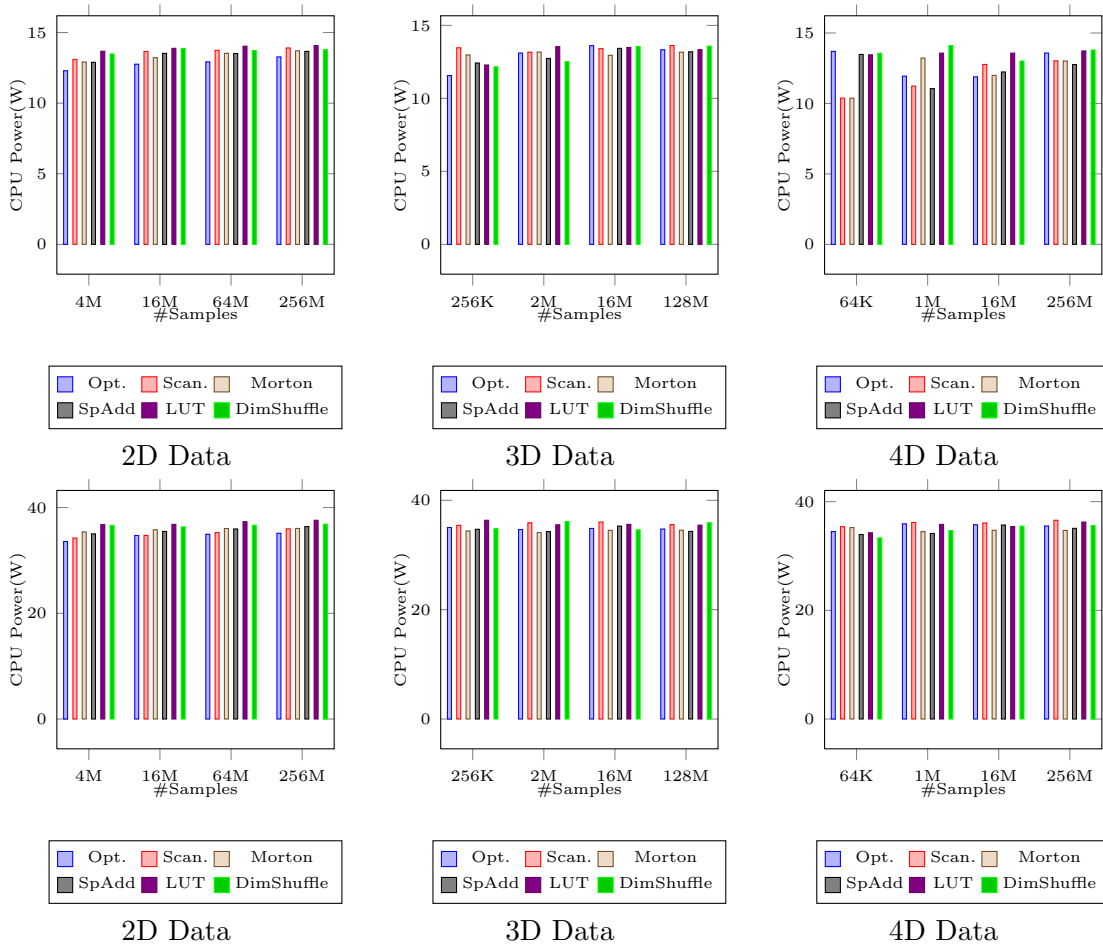 CPU Power(W)
15
10
5
0
4M 16M 64M 256M
#Samples
Opt. Scan. Morton
SpAdd LUT DimShuffle
2D Data
CPU Power(W)
15
10
5
0
256K 2M 16M 128M
#Samples
Opt. Scan. Morton
SpAdd LUT DimShuffle
3D Data
CPU Power(W)
15
10
5
0
64K 1M 16M 256M
#Samples
Opt. Scan. Morton
SpAdd LUT DimShuffle
4D Data
CPU Power(W)
40
20
0
4M 16M 64M 256M
#Samples
Opt. Scan. Morton
SpAdd LUT DimShuffle
2D Data
CPU Power(W)
40
20
0
256K 2M 16M 128M
#Samples
Opt. Scan. Morton
SpAdd LUT DimShuffle
3D Data
CPU Power(W)
40
20
0
64K 1M 16M 256M
#Samples
Opt. Scan. Morton
SpAdd LUT DimShuffle
4D Data